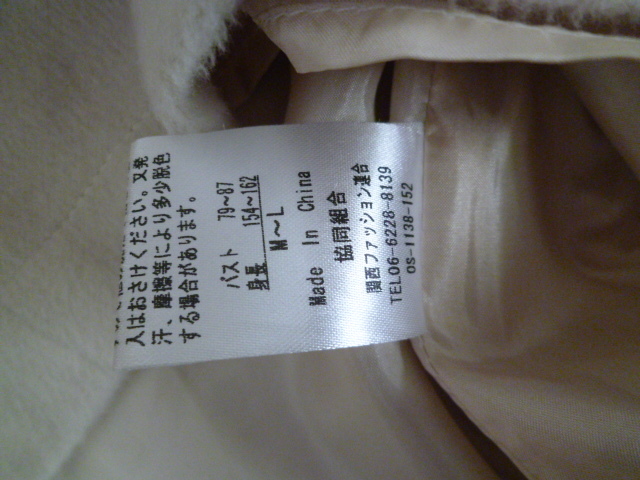 入はおさけください。又発
汗、摩擦等により多少脱色
する場合があります。
バスト 79～87
身長 154～162
M～L
Made In China
協同組合
関西ファッション連合
TEL06-6228-8139
OS-1138-152